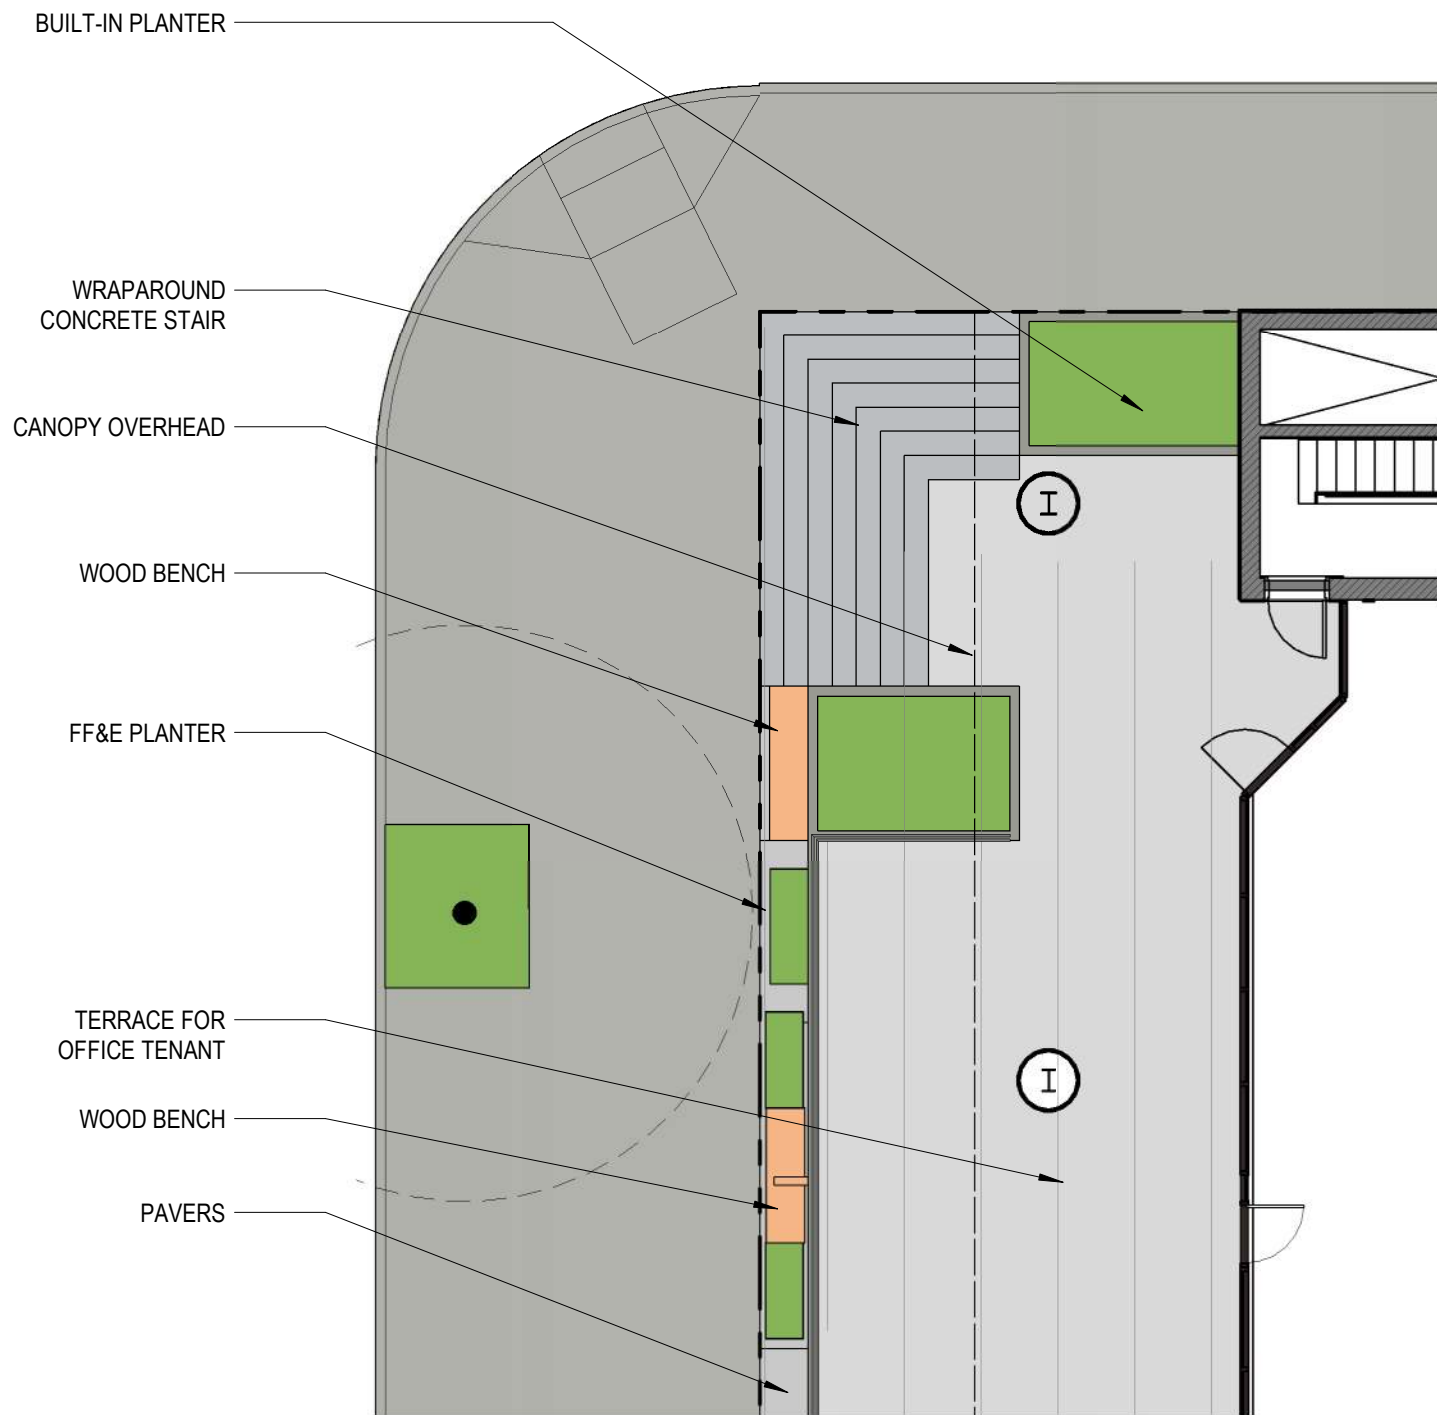 BUILT-IN PLANTER
WRAPAROUND
CONCRETE STAIR
CANOPY OVERHEAD
I
WOOD BENCH
FF&E PLANTER
TERRACE FOR
OFFICE TENANT
I
WOOD BENCH
PAVERS